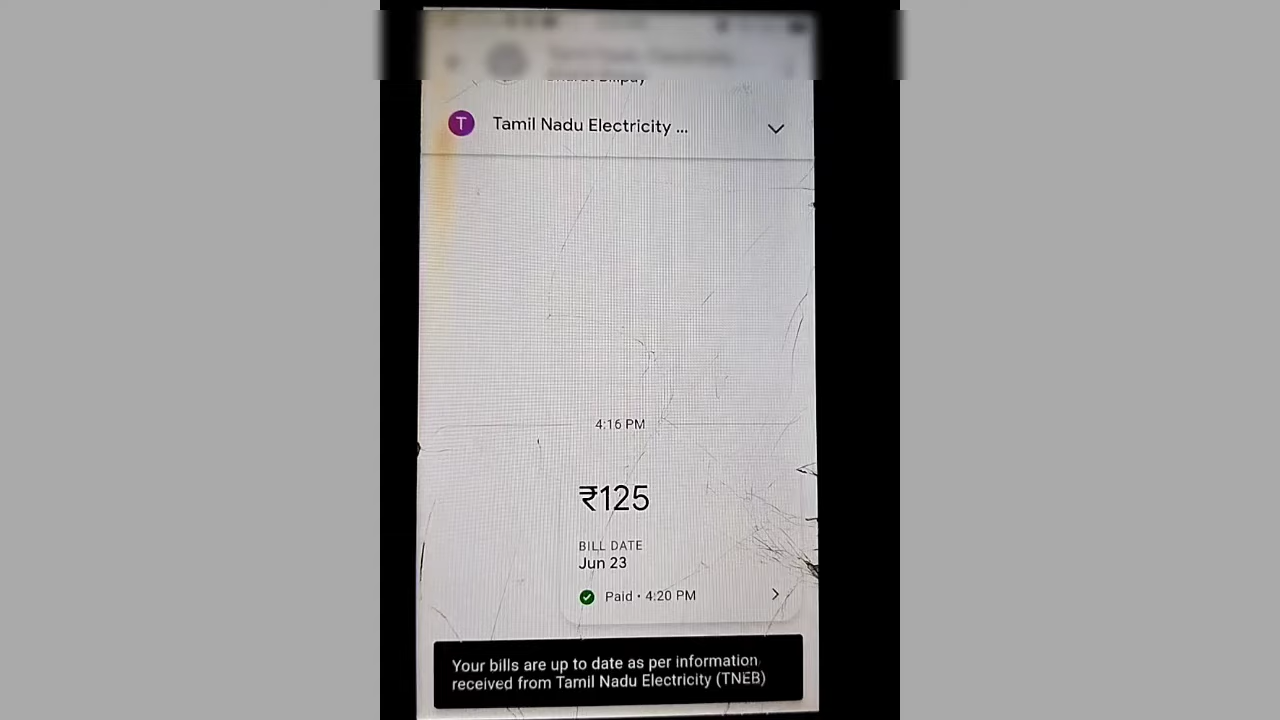 Tamil Nadu Electricity ...
T
4:16 PM
₹125
BILL DATE
Jun 23
Paid • 4:20 PM
Your bills are up to date as per information
received from Tamil Nadu Electricity (TNEB)